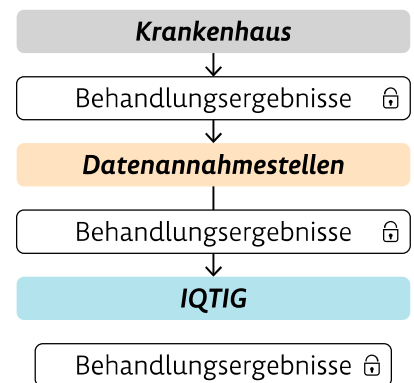 Krankenhaus
Behandlungsergebnisse
Datenannahmestellen
Behandlungsergebnisse
IQTIG
Behandlungsergebnisse